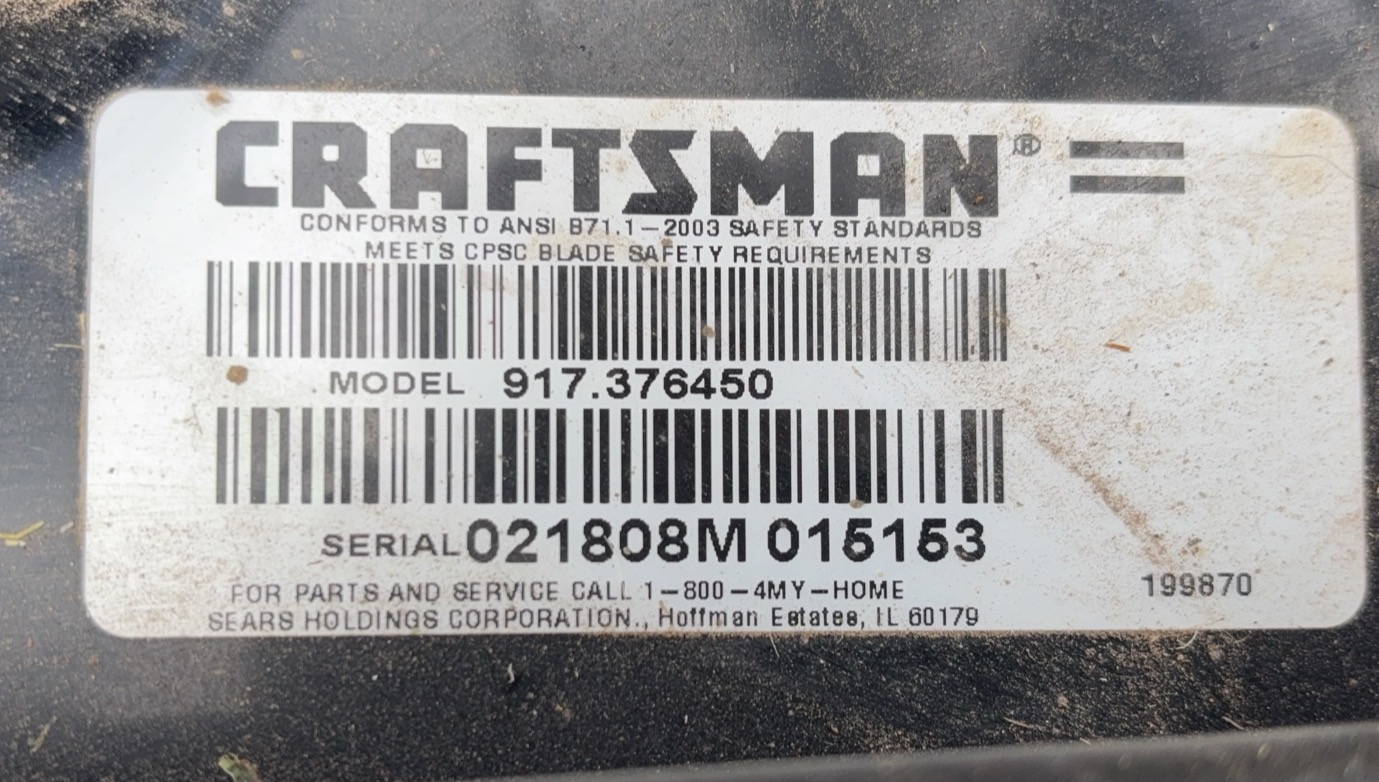 CRAFTSMAN®
CONFORMS TO ANSI B71.1-2003 SAFETY STANDARDS
MEETS CPSC BLADE SAFETY REQUIREMENTS
MODEL 917.376450
SERIAL 021808M 015153
FOR PARTS AND SERVICE CALL 1-800-4MY-HOME
SEARS HOLDINGS CORPORATION., Hoffman Estates, IL 60179
199870